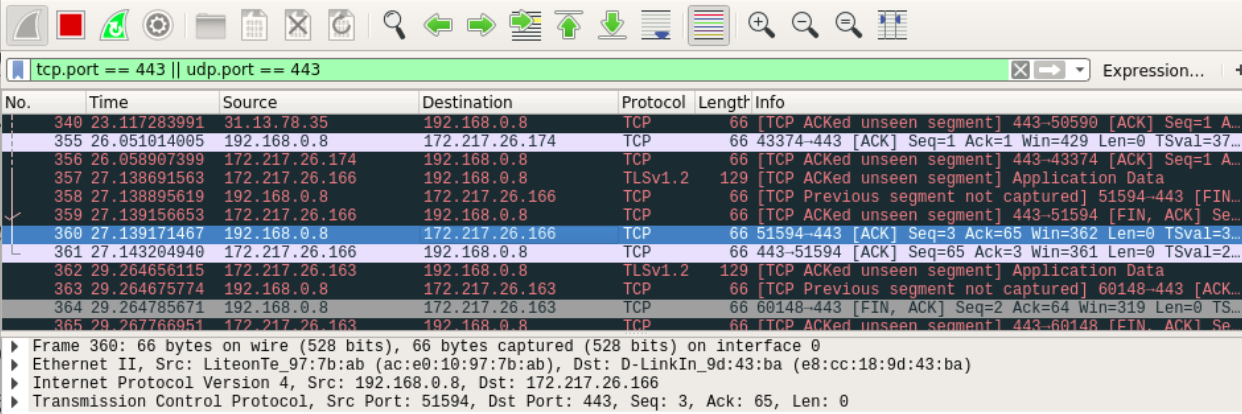 tcp.port == 443 || udp.port == 443 Expression...
No. Time Source Destination Protocol Length Info
340 23.117283991 31.13.78.35 192.168.0.8 TCP 66 [TCP ACKed unseen segment] 443→50590 [ACK] Seq=1 A...
355 26.051014005 192.168.0.8 172.217.26.174 TCP 66 43374→443 [ACK] Seq=1 Ack=1 Win=429 Len=0 TSval=37...
356 26.058907399 172.217.26.174 192.168.0.8 TCP 66 [TCP ACKed unseen segment] 443→43374 [ACK] Seq=1 A...
357 27.138691563 172.217.26.166 192.168.0.8 TLSv1.2 129 [TCP ACKed unseen segment] Application Data
358 27.138895619 192.168.0.8 172.217.26.166 TCP 66 [TCP Previous segment not captured] 51594→443 [FIN...
359 27.139156653 172.217.26.166 192.168.0.8 TCP 66 [TCP ACKed unseen segment] 443→51594 [FIN, ACK] Se...
360 27.139171467 192.168.0.8 172.217.26.166 TCP 66 51594→443 [ACK] Seq=3 Ack=65 Win=362 Len=0 TSval=3...
361 27.143204940 172.217.26.166 192.168.0.8 TCP 66 443→51594 [ACK] Seq=65 Ack=3 Win=361 Len=0 TSval=2...
362 29.264656115 172.217.26.163 192.168.0.8 TLSv1.2 129 [TCP ACKed unseen segment] Application Data
363 29.264675774 192.168.0.8 172.217.26.163 TCP 66 [TCP Previous segment not captured] 60148→443 [ACK...
364 29.264785671 192.168.0.8 172.217.26.163 TCP 66 60148→443 [FIN, ACK] Seq=2 Ack=64 Win=319 Len=0 TS...
365 29.267766951 172.217.26.163 192.168.0.8 TCP 66 [TCP ACKed unseen segment] 443→60148 [FIN, ACK] Se...
Frame 360: 66 bytes on wire (528 bits), 66 bytes captured (528 bits) on interface 0
Ethernet II, Src: LiteonTe_97:7b:ab (ac:e0:10:97:7b:ab), Dst: D-LinkIn_9d:43:ba (e8:cc:18:9d:43:ba)
Internet Protocol Version 4, Src: 192.168.0.8, Dst: 172.217.26.166
Transmission Control Protocol, Src Port: 51594, Dst Port: 443, Seq: 3, Ack: 65, Len: 0